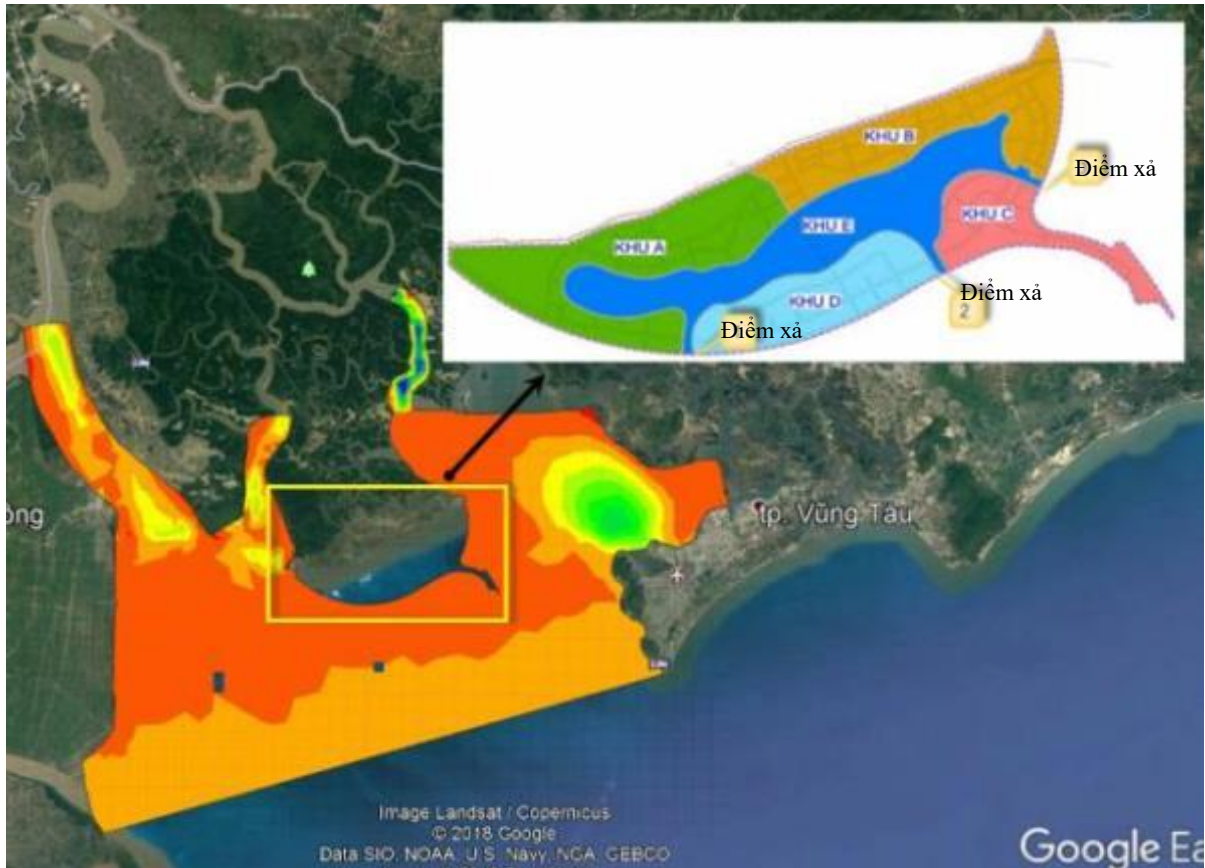 KHU B
Điểm xả
KHU C
KHU E
KHU A
Điểm xả
2
KHU D
Điểm xả
ông
tp. Vũng Tàu
Image Landsat / Copernicus
© 2018 Google
Data SIO, NOAA, U.S. Navy, NGA, GEBCO
Google Ea